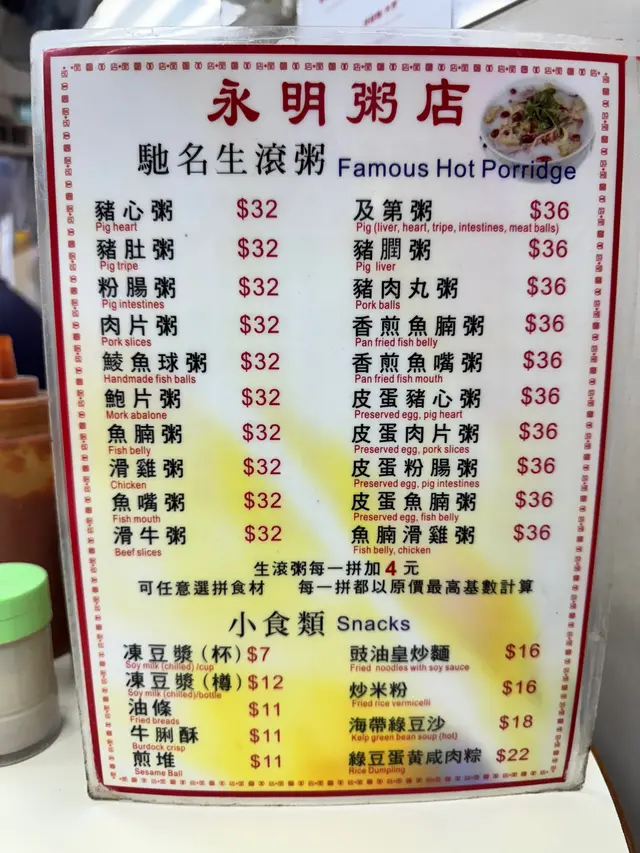 永明粥店
馳名生滾粥 Famous Hot Porridge
豬心粥 $32
Pig heart
豬肚粥 $32
Pig tripe
粉腸粥 $32
Pig intestines
肉片粥 $32
Pork slices
鯪魚球粥 $32
Handmade fish balls
鮑片粥 $32
Mork abalone
魚腩粥 $32
Fish belly
滑雞粥 $32
Chicken
魚嘴粥 $32
Fish mouth
滑牛粥 $32
Beef slices
及第粥 $36
Pig (liver, heart, tripe, intestines, meat balls)
豬膶粥 $36
Pig liver
豬肉丸粥 $36
Pork balls
香煎魚腩粥 $36
Pan fried fish belly
香煎魚嘴粥 $36
Pan fried fish mouth
皮蛋豬心粥 $36
Preserved egg, pig heart
皮蛋肉片粥 $36
Preserved egg, pork slices
皮蛋粉腸粥 $36
Preserved egg, pig intestines
皮蛋魚腩粥 $36
Preserved egg, fish belly
魚腩滑雞粥 $36
Fish belly, chicken
生滾粥每一拼加4元
可任意選拼食材 每一拼都以原價最高基數計算
小食類 Snacks
凍豆漿(杯) $7
Soy milk (chilled) /cup
凍豆漿(樽) $12
Soy milk (chilled)/bottle
油條 $11
Fried breads
牛脷酥 $11
Burdock crisp
煎堆 $11
Sesame Ball
豉油皇炒麵 $16
Fried noodles with soy sauce
炒米粉 $16
Fried rice vermicelli
海帶綠豆沙 $18
Kelp green bean soup (hot)
綠豆蛋黃咸肉粽 $22
Rice Dumpling